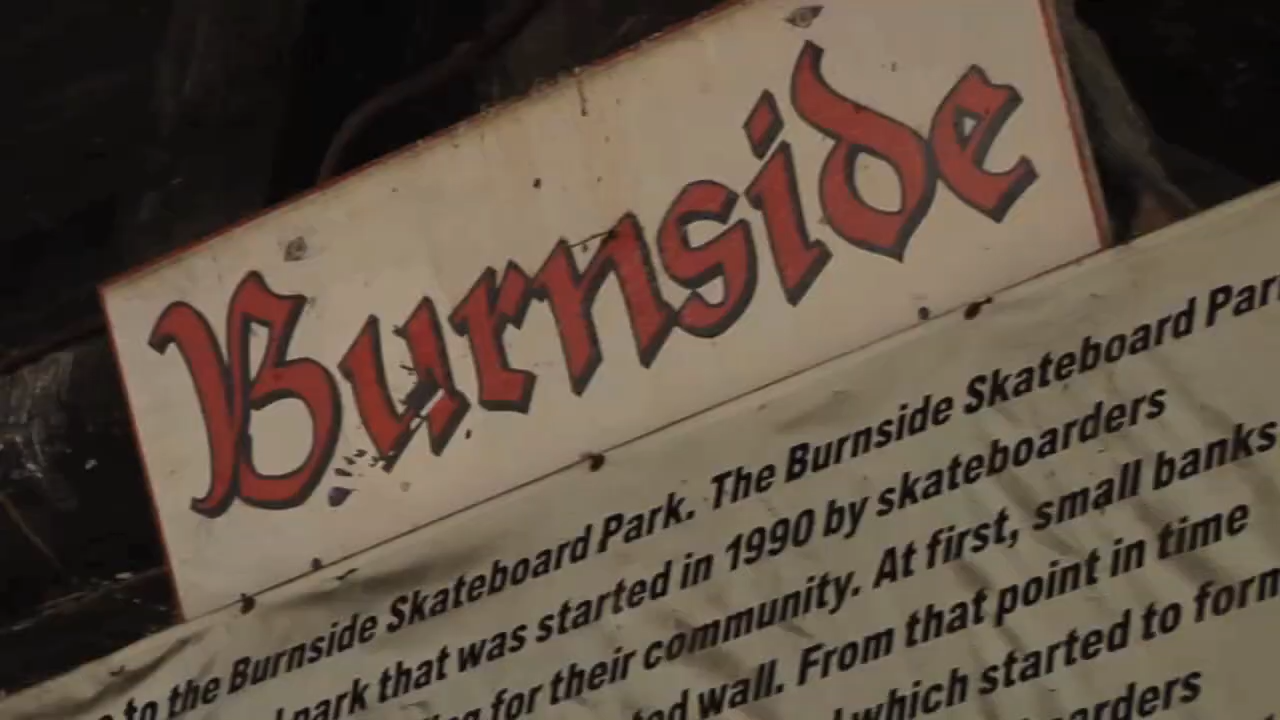 Burnside
to the Burnside Skateboard Park. The Burnside Skateboard Par
park that was started in 1990 by skateboarders
for their community. At first, small banks
wall. From that point in time
which started to form